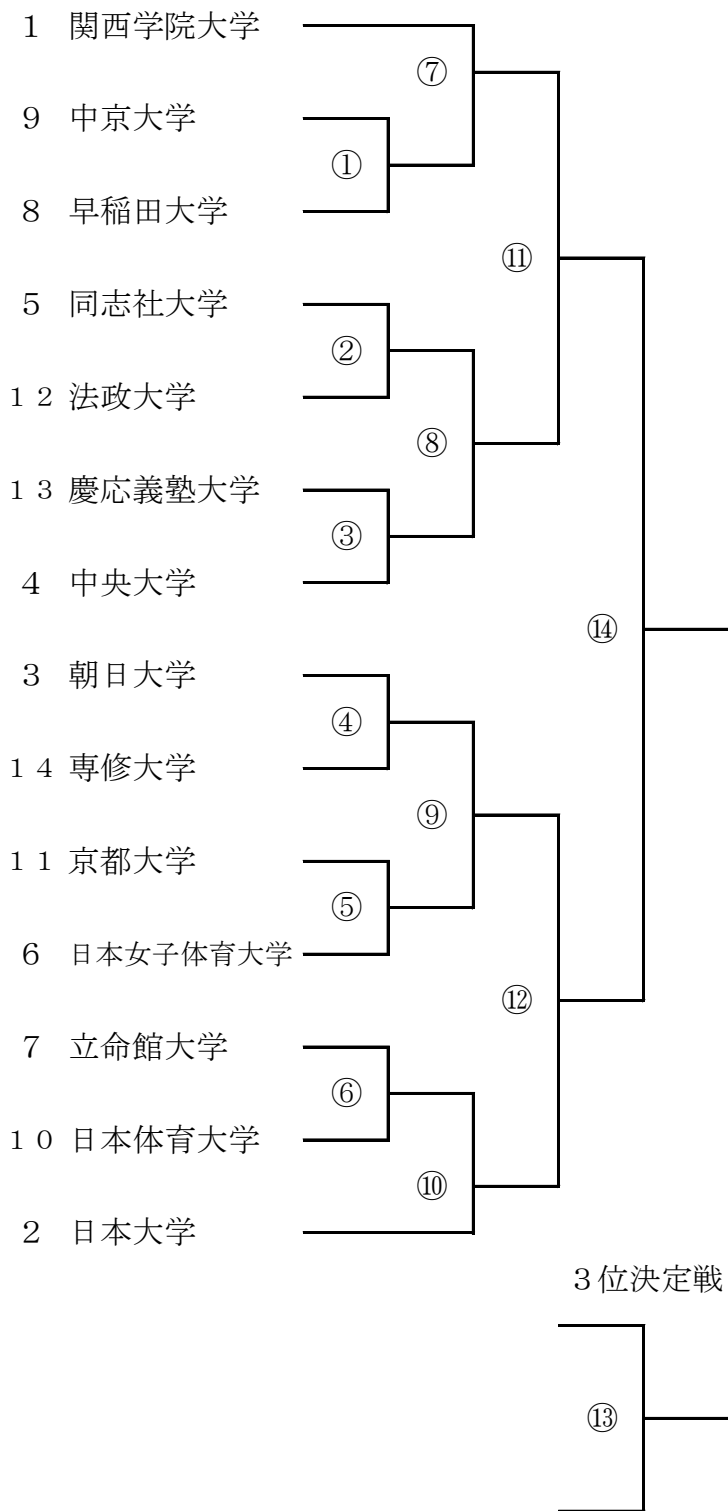 １ 関西学院大学
⑦
９ 中京大学
①
８ 早稲田大学
⑪
５ 同志社大学
②
１２ 法政大学
⑧
１３ 慶応義塾大学
③
４ 中央大学
⑭
３ 朝日大学
④
１４ 専修大学
⑨
１１ 京都大学
⑤
６ 日本女子体育大学
⑫
７ 立命館大学
⑥
１０ 日本体育大学
⑩
２ 日本大学
３位決定戦
⑬